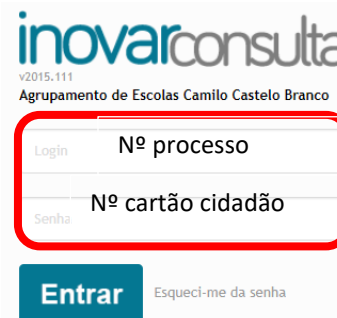 inovarconsulta
v2015.111
Agrupamento de Escolas Camilo Castelo Branco
Login Nº processo
Nº cartão cidadão
Senha
Entrar Esqueci-me da senha